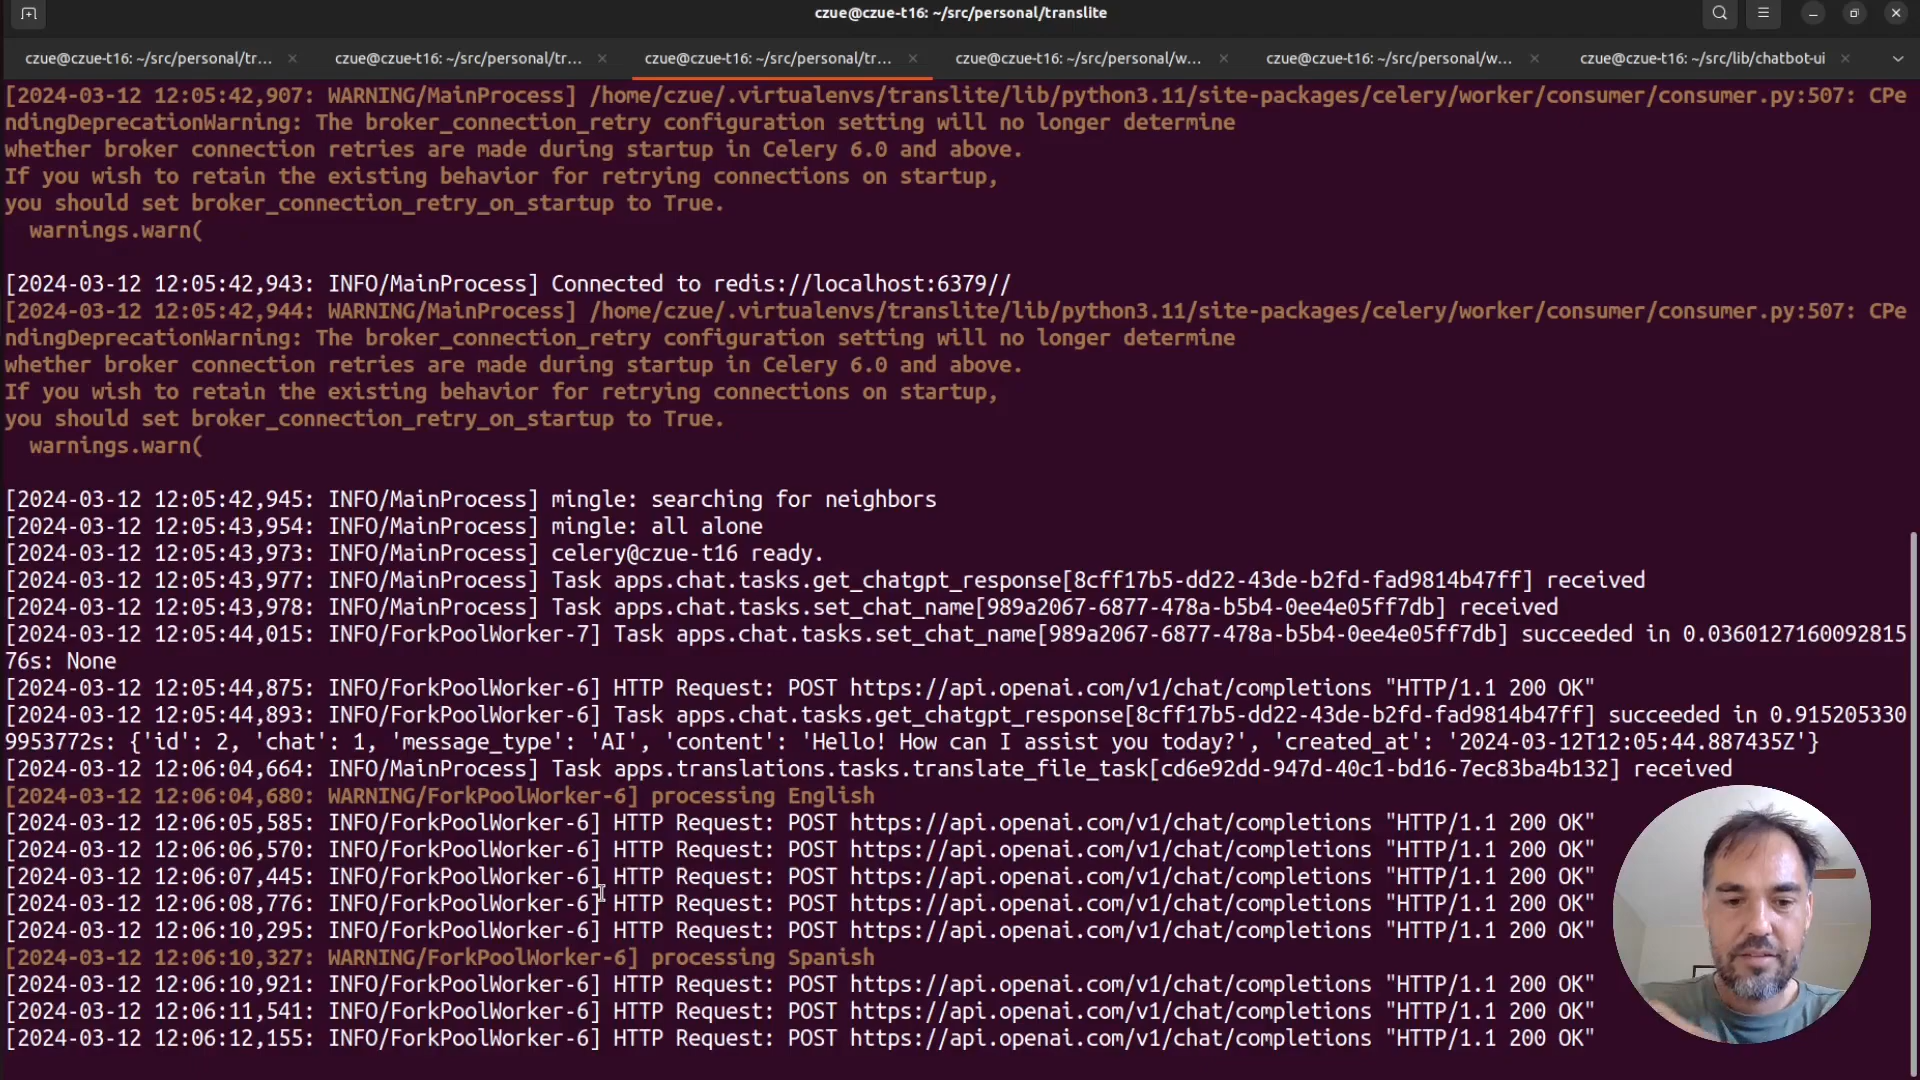 czue@czue-t16: ~/src/personal/translite
czue@czue-t16: ~/src/personal/tr... × czue@czue-t16: ~/src/personal/tr... × czue@czue-t16: ~/src/personal/tr... × czue@czue-t16: ~/src/personal/w... × czue@czue-t16: ~/src/personal/w... × czue@czue-t16: ~/src/lib/chatbot-ui ×
[2024-03-12 12:05:42,907: WARNING/MainProcess] /home/czue/.virtualenvs/translite/lib/python3.11/site-packages/celery/worker/consumer/consumer.py:507: CPe
ndingDeprecationWarning: The broker_connection_retry configuration setting will no longer determine
whether broker connection retries are made during startup in Celery 6.0 and above.
If you wish to retain the existing behavior for retrying connections on startup,
you should set broker_connection_retry_on_startup to True.
  warnings.warn(
[2024-03-12 12:05:42,943: INFO/MainProcess] Connected to redis://localhost:6379//
[2024-03-12 12:05:42,944: WARNING/MainProcess] /home/czue/.virtualenvs/translite/lib/python3.11/site-packages/celery/worker/consumer/consumer.py:507: CPe
ndingDeprecationWarning: The broker_connection_retry configuration setting will no longer determine
whether broker connection retries are made during startup in Celery 6.0 and above.
If you wish to retain the existing behavior for retrying connections on startup,
you should set broker_connection_retry_on_startup to True.
  warnings.warn(
[2024-03-12 12:05:42,945: INFO/MainProcess] mingle: searching for neighbors
[2024-03-12 12:05:43,954: INFO/MainProcess] mingle: all alone
[2024-03-12 12:05:43,973: INFO/MainProcess] celery@czue-t16 ready.
[2024-03-12 12:05:43,977: INFO/MainProcess] Task apps.chat.tasks.get_chatgpt_response[8cff17b5-dd22-43de-b2fd-fad9814b47ff] received
[2024-03-12 12:05:43,978: INFO/MainProcess] Task apps.chat.tasks.set_chat_name[989a2067-6877-478a-b5b4-0ee4e05ff7db] received
[2024-03-12 12:05:44,015: INFO/ForkPoolWorker-7] Task apps.chat.tasks.set_chat_name[989a2067-6877-478a-b5b4-0ee4e05ff7db] succeeded in 0.0360127160092815
76s: None
[2024-03-12 12:05:44,875: INFO/ForkPoolWorker-6] HTTP Request: POST https://api.openai.com/v1/chat/completions "HTTP/1.1 200 OK"
[2024-03-12 12:05:44,893: INFO/ForkPoolWorker-6] Task apps.chat.tasks.get_chatgpt_response[8cff17b5-dd22-43de-b2fd-fad9814b47ff] succeeded in 0.915205330
9953772s: {'id': 2, 'chat': 1, 'message_type': 'AI', 'content': 'Hello! How can I assist you today?', 'created_at': '2024-03-12T12:05:44.887435Z'}
[2024-03-12 12:06:04,664: INFO/MainProcess] Task apps.translations.tasks.translate_file_task[cd6e92dd-947d-40c1-bd16-7ec83ba4b132] received
[2024-03-12 12:06:04,680: WARNING/ForkPoolWorker-6] processing English
[2024-03-12 12:06:05,585: INFO/ForkPoolWorker-6] HTTP Request: POST https://api.openai.com/v1/chat/completions "HTTP/1.1 200 OK"
[2024-03-12 12:06:06,570: INFO/ForkPoolWorker-6] HTTP Request: POST https://api.openai.com/v1/chat/completions "HTTP/1.1 200 OK"
[2024-03-12 12:06:07,445: INFO/ForkPoolWorker-6] HTTP Request: POST https://api.openai.com/v1/chat/completions "HTTP/1.1 200 OK"
[2024-03-12 12:06:08,776: INFO/ForkPoolWorker-6] HTTP Request: POST https://api.openai.com/v1/chat/completions "HTTP/1.1 200 OK"
[2024-03-12 12:06:10,295: INFO/ForkPoolWorker-6] HTTP Request: POST https://api.openai.com/v1/chat/completions "HTTP/1.1 200 OK"
[2024-03-12 12:06:10,327: WARNING/ForkPoolWorker-6] processing Spanish
[2024-03-12 12:06:10,921: INFO/ForkPoolWorker-6] HTTP Request: POST https://api.openai.com/v1/chat/completions "HTTP/1.1 200 OK"
[2024-03-12 12:06:11,541: INFO/ForkPoolWorker-6] HTTP Request: POST https://api.openai.com/v1/chat/completions "HTTP/1.1 200 OK"
[2024-03-12 12:06:12,155: INFO/ForkPoolWorker-6] HTTP Request: POST https://api.openai.com/v1/chat/completions "HTTP/1.1 200 OK"